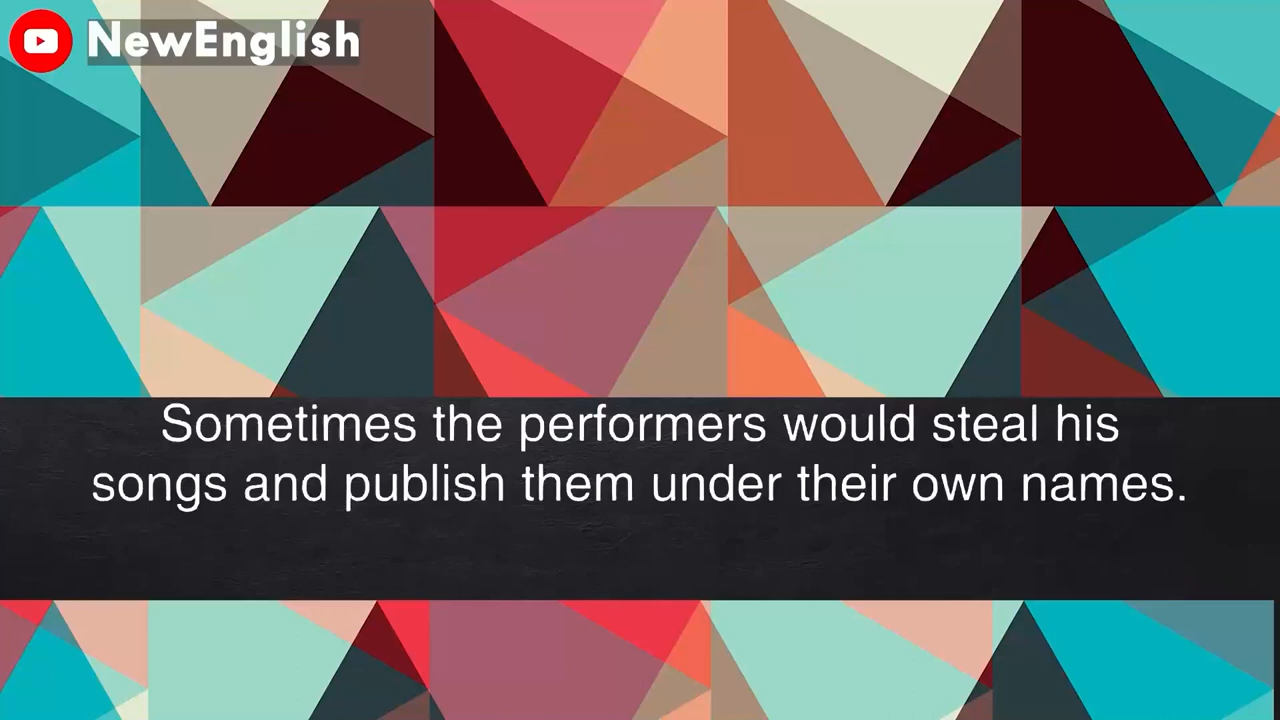 NewEnglish
Sometimes the performers would steal his
songs and publish them under their own names.